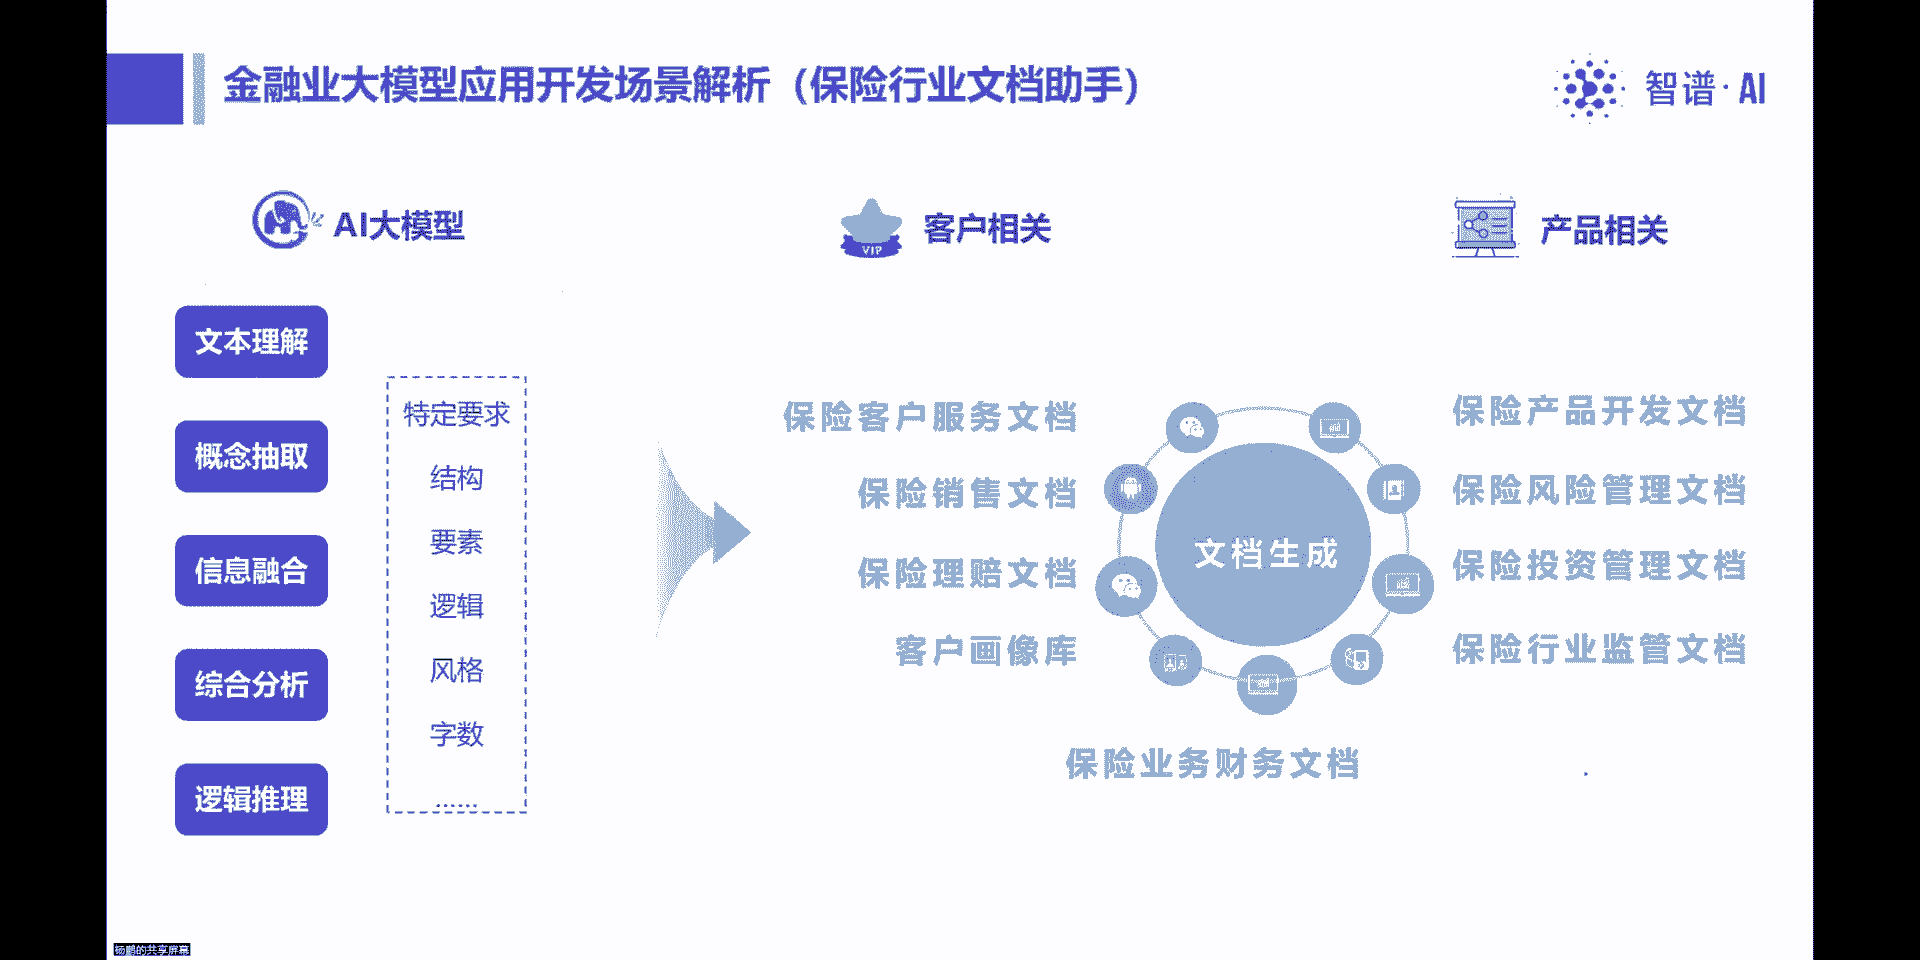 金融业大模型应用开发场景解析（保险行业文档助手）
智谱·AI
AI大模型
文本理解
概念抽取
信息融合
综合分析
逻辑推理
特定要求
结构
要素
逻辑
风格
字数
......
VIP
客户相关
产品相关
保险客户服务文档
保险销售文档
保险理赔文档
客户画像库
文档生成
保险产品开发文档
保险风险管理文档
保险投资管理文档
保险行业监管文档
保险业务财务文档
杨鹏的共享屏幕